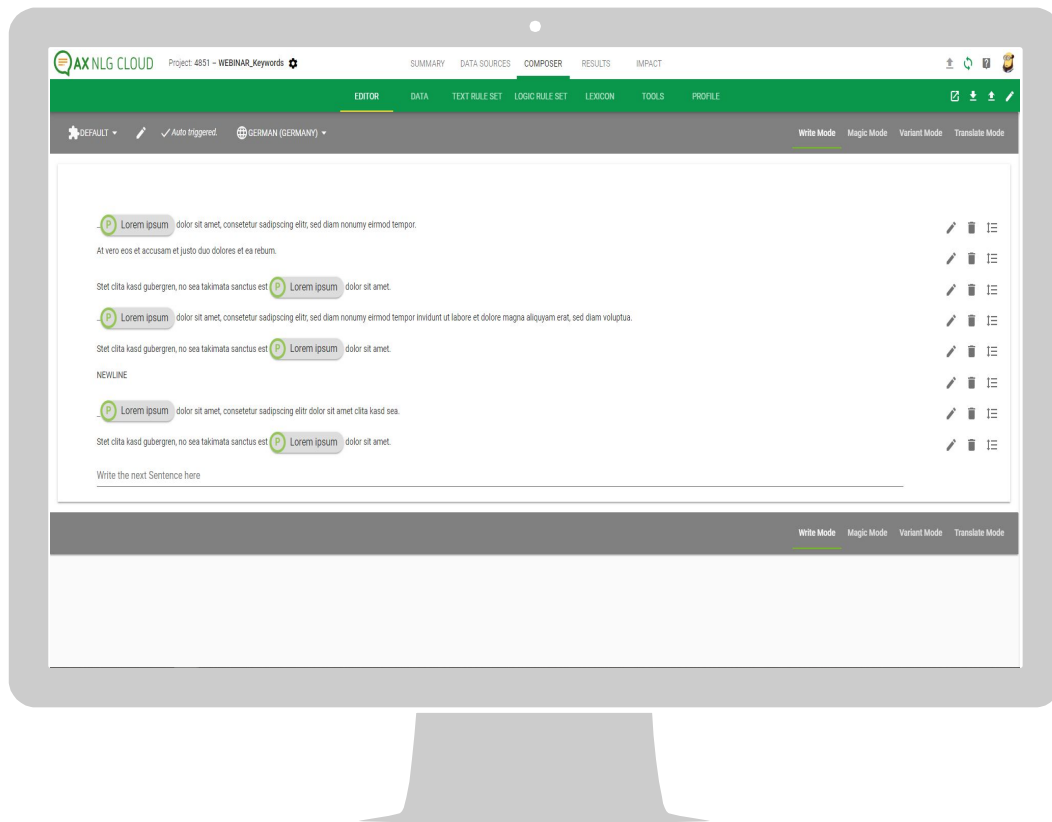 AX NLG CLOUD Project: 4851 – WEBINAR_Keywords SUMMARY DATA SOURCES COMPOSER RESULTS IMPACT
EDITOR DATA TEXT RULE SET LOGIC RULE SET LEXICON TOOLS PROFILE
DEFAULT Auto triggered. GERMAN (GERMANY) Write Mode Magic Mode Variant Mode Translate Mode
_ P Lorem ipsum dolor sit amet, consetetur sadipscing elitr, sed diam nonumy eirmod tempor.
At vero eos et accusam et justo duo dolores et ea rebum.
Stet clita kasd gubergren, no sea takimata sanctus est P Lorem ipsum dolor sit amet.
_ P Lorem ipsum dolor sit amet, consetetur sadipscing elitr, sed diam nonumy eirmod tempor invidunt ut labore et dolore magna aliquyam erat, sed diam voluptua.
Stet clita kasd gubergren, no sea takimata sanctus est P Lorem ipsum dolor sit amet.
NEWLINE
_ P Lorem ipsum dolor sit amet, consetetur sadipscing elitr dolor sit amet clita kasd sea.
Stet clita kasd gubergren, no sea takimata sanctus est P Lorem ipsum dolor sit amet.
Write the next Sentence here
Write Mode Magic Mode Variant Mode Translate Mode